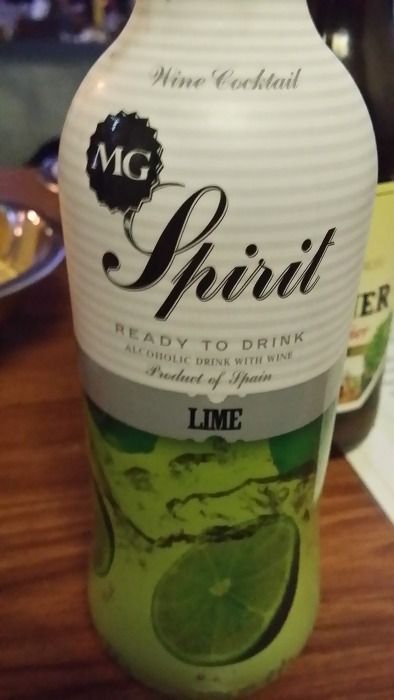 Wine Cocktail
MG
Spirit
READY TO DRINK
ALCOHOLIC DRINK WITH WINE
Product of Spain
LIME